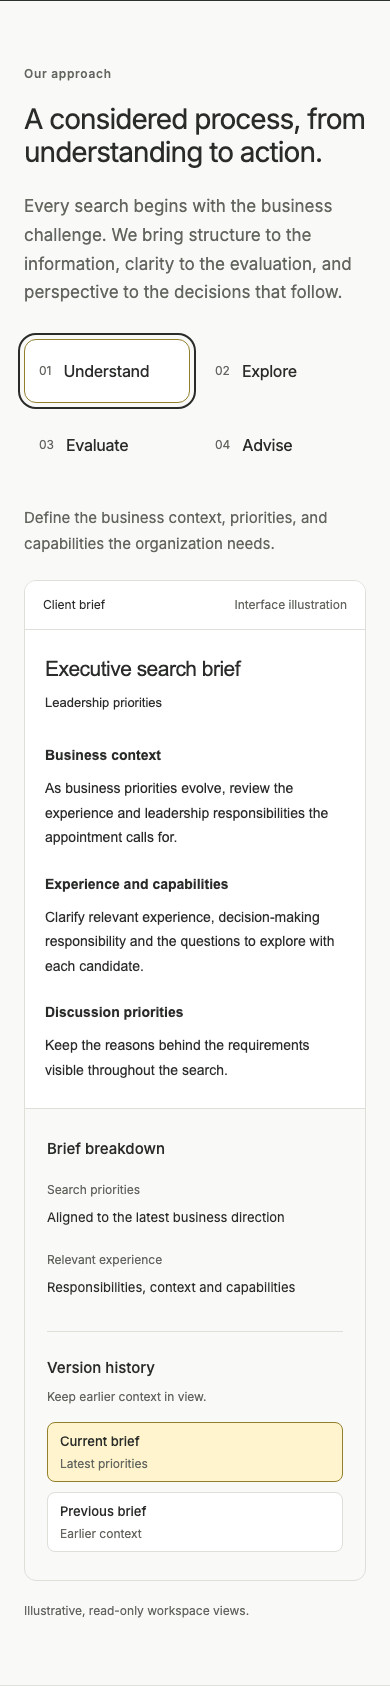 Our approach
A considered process, from
understanding to action.
Every search begins with the business
challenge. We bring structure to the
information, clarity to the evaluation, and
perspective to the decisions that follow.
01 Understand
02 Explore
03 Evaluate
04 Advise
Define the business context, priorities, and
capabilities the organization needs.
Client brief
Interface illustration
Executive search brief
Leadership priorities
Business context
As business priorities evolve, review the
experience and leadership responsibilities the
appointment calls for.
Experience and capabilities
Clarify relevant experience, decision-making
responsibility and the questions to explore with
each candidate.
Discussion priorities
Keep the reasons behind the requirements
visible throughout the search.
Brief breakdown
Search priorities
Aligned to the latest business direction
Relevant experience
Responsibilities, context and capabilities
Version history
Keep earlier context in view.
Current brief
Latest priorities
Previous brief
Earlier context
Illustrative, read-only workspace views.